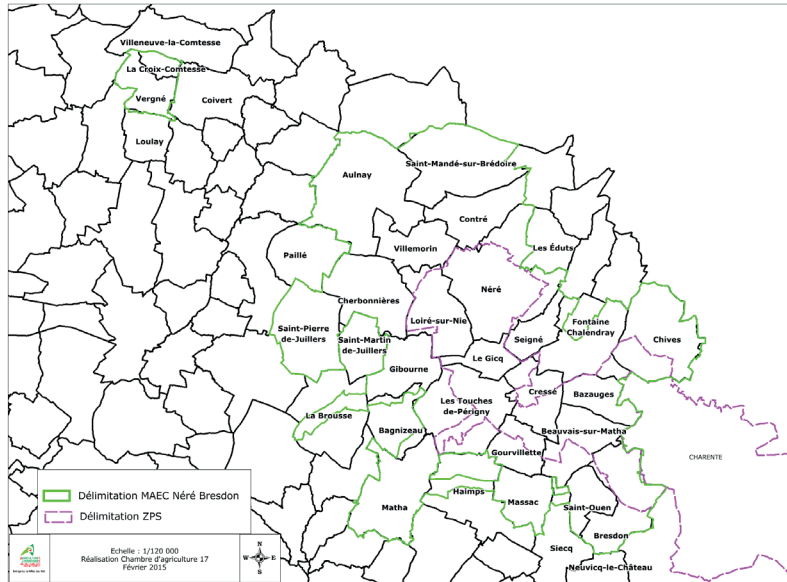 Villeneuve-la-Comtesse
La Croix-Comtesse
Vergné
Coivert
Loulay
Aulnay
Saint-Mandé-sur-Brédoire
Contré
Villemorin
Les Éduts
Paillé
Néré
Cherbonnières
Loiré-sur-Nie
Saint-Pierre
de-Juillers
Saint-Martin
de-Juillers
Seigné
Fontaine
Chalendray
Chives
Le Gicq
Gibourne
Cressé
Bazauges
Les Touches
de-Périgny
La Brousse
Bagnizeau
Beauvais-sur-Matha
Gourvillette
CHARENTE
Haimps
Massac
Matha
Saint-Ouen
Bresdon
Siecq
Neuvicq-le-Château
Délimitation MAEC Néré Bresdon
Délimitation ZPS
Echelle : 1/120 000
Réalisation Chambre d'agriculture 17
Février 2015
N
W E
S